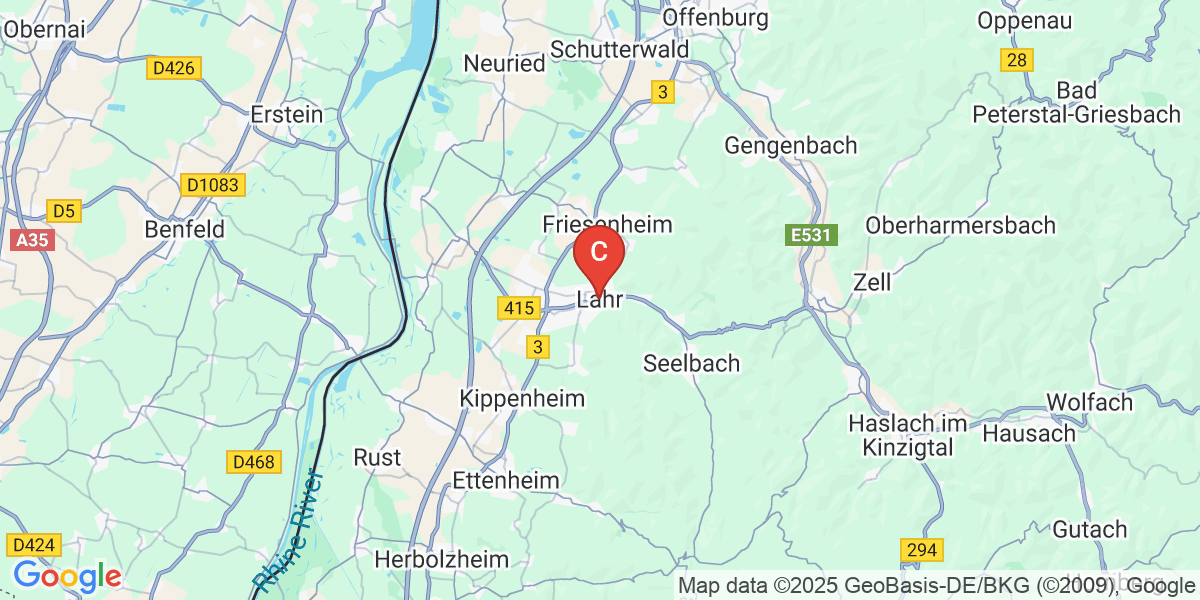 Offenburg
Oppenau
Obernai
Schutterwald
Neuried
28
D426
3
Bad
Peterstal-Griesbach
Erstein
Gengenbach
D1083
D5
Benfeld
A35
Friesenheim
E531
Oberharmersbach
C
Zell
Lahr
415
3
Seelbach
Kippenheim
Wolfach
Haslach im
Kinzigtal
Hausach
Rust
D468
Ettenheim
Rhine River
Gutach
D424
294
Herbolzheim
Google
Map data ©2025 GeoBasis-DE/BKG (©2009), Google